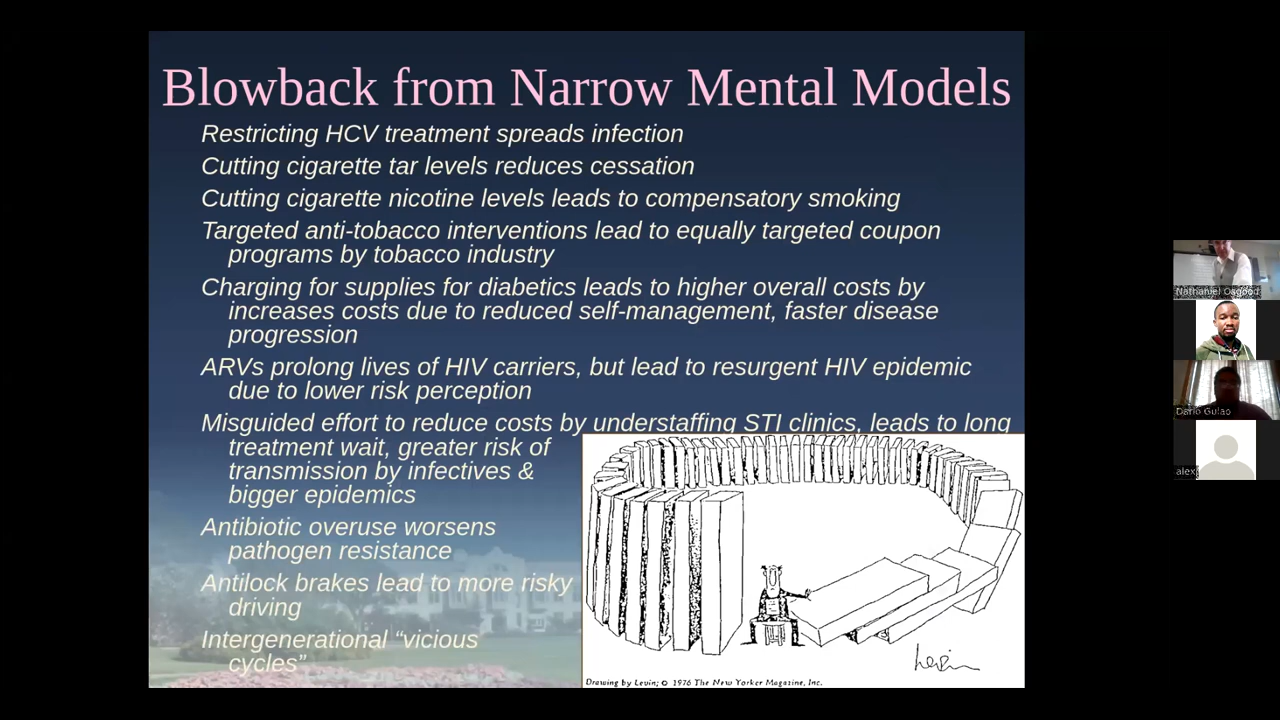 Blowback from Narrow Mental Models
Restricting HCV treatment spreads infection
Cutting cigarette tar levels reduces cessation
Cutting cigarette nicotine levels leads to compensatory smoking
Targeted anti-tobacco interventions lead to equally targeted coupon
programs by tobacco industry
Charging for supplies for diabetics leads to higher overall costs by
increases costs due to reduced self-management, faster disease
progression
ARVs prolong lives of HIV carriers, but lead to resurgent HIV epidemic
due to lower risk perception
Misguided effort to reduce costs by understaffing STI clinics, leads to long
treatment wait, greater risk of
transmission by infectives &
bigger epidemics
Antibiotic overuse worsens
pathogen resistance
Antilock brakes lead to more risky
driving
Intergenerational “vicious
cycles”
Levin
Drawing by Levin; © 1976 The New Yorker Magazine, Inc.
Nathaniel Osgood
Dario Gulao
alex